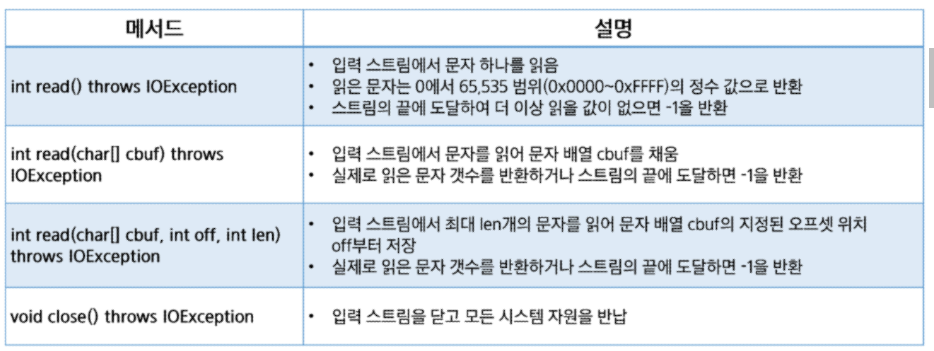 메서드
설명
int read() throws IOException
• 입력 스트림에서 문자 하나를 읽음
• 읽은 문자는 0에서 65,535 범위(0x0000~0xFFFF)의 정수 값으로 반환
• 스트림의 끝에 도달하여 더 이상 읽을 값이 없으면 -1을 반환
int read(char[] cbuf) throws
IOException
• 입력 스트림에서 문자를 읽어 문자 배열 cbuf를 채움
• 실제로 읽은 문자 갯수를 반환하거나 스트림의 끝에 도달하면 -1을 반환
int read(char[] cbuf, int off, int len)
throws IOException
• 입력 스트림에서 최대 len개의 문자를 읽어 문자 배열 cbuf의 지정된 오프셋 위치
off부터 저장
• 실제로 읽은 문자 갯수를 반환하거나 스트림의 끝에 도달하면 -1을 반환
void close() throws IOException
• 입력 스트림을 닫고 모든 시스템 자원을 반납